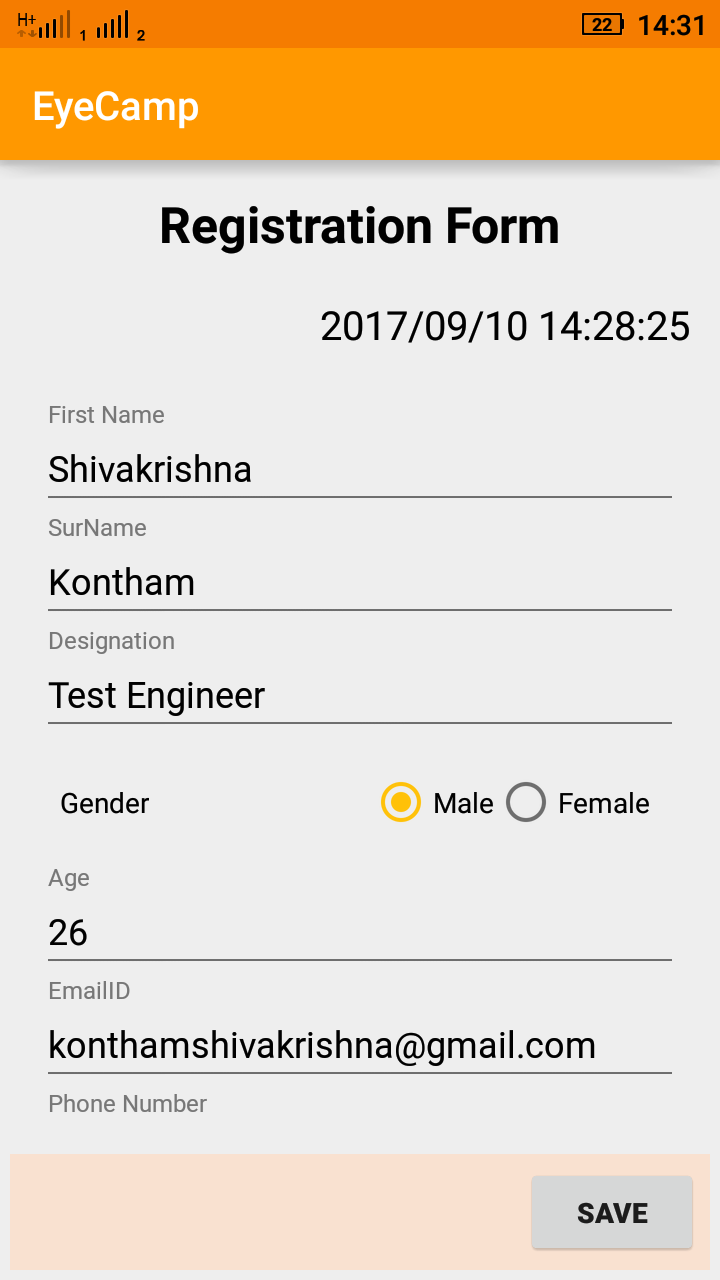 H+ 1 2 22 14:31
EyeCamp
Registration Form
2017/09/10 14:28:25
First Name
Shivakrishna
SurName
Kontham
Designation
Test Engineer
Gender Male Female
Age
26
EmailID
konthamshivakrishna@gmail.com
Phone Number
SAVE